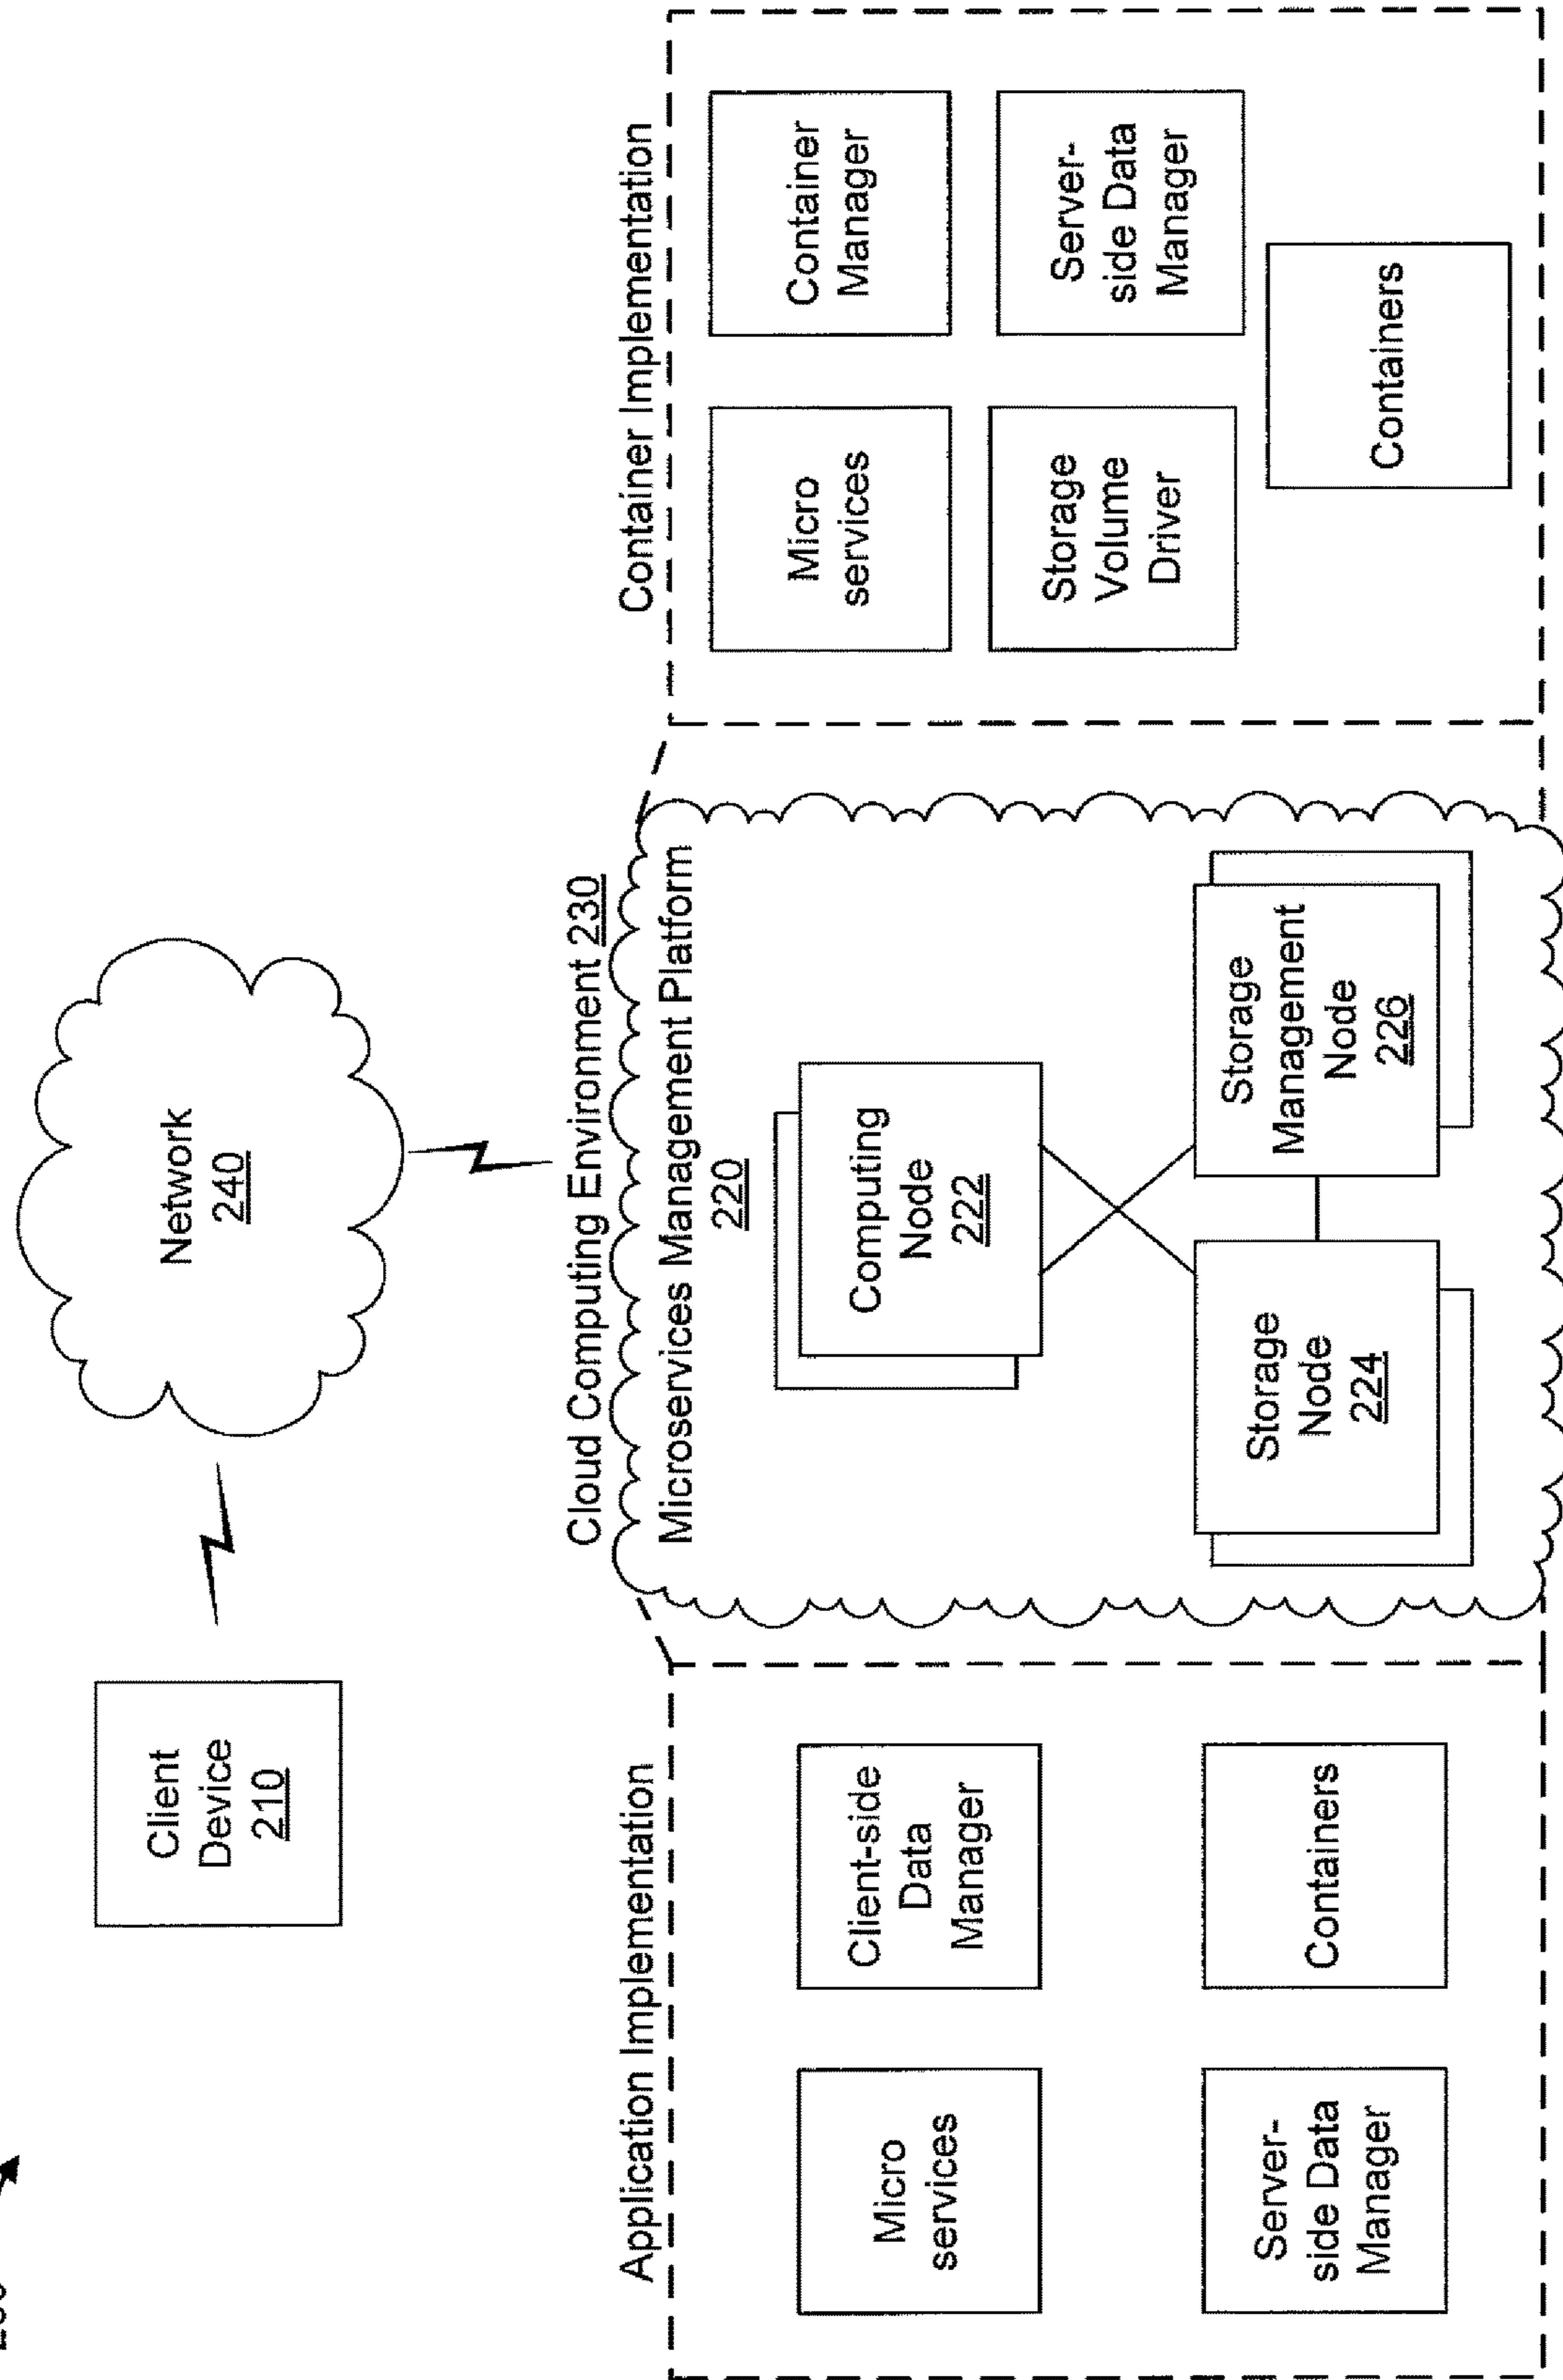 Client
Device
210
Network
240
Cloud Computing Environment 230
Application Implementation
Micro
services
Client-side
Data
Manager
Server-
side Data
Manager
Containers
Microservices Management Platform
220
Computing
Node
222
Storage
Node
224
Storage
Management
Node
226
Container Implementation
Micro
services
Container
Manager
Storage
Volume
Driver
Server-
side Data
Manager
Containers